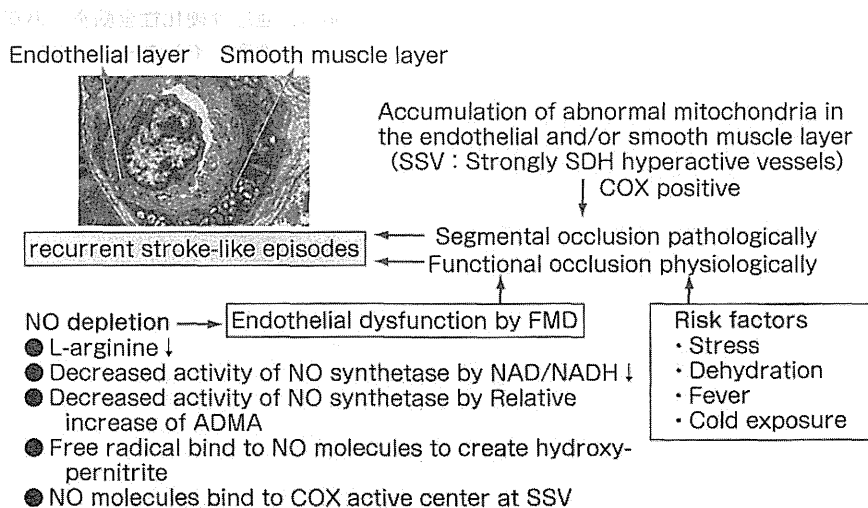 Endothelial layer Smooth muscle layer
Accumulation of abnormal mitochondria in
the endothelial and/or smooth muscle layer
(SSV : Strongly SDH hyperactive vessels)
COX positive
Segmental occlusion pathologically
recurrent stroke-like episodes
Functional occlusion physiologically
NO depletion
Endothelial dysfunction by FMD
● L-arginine ↓
● Decreased activity of NO synthetase by NAD/NADH ↓
● Decreased activity of NO synthetase by Relative
increase of ADMA
● Free radical bind to NO molecules to create hydroxy-
pernitrite
● NO molecules bind to COX active center at SSV
Risk factors
・Stress
・Dehydration
・Fever
・Cold exposure